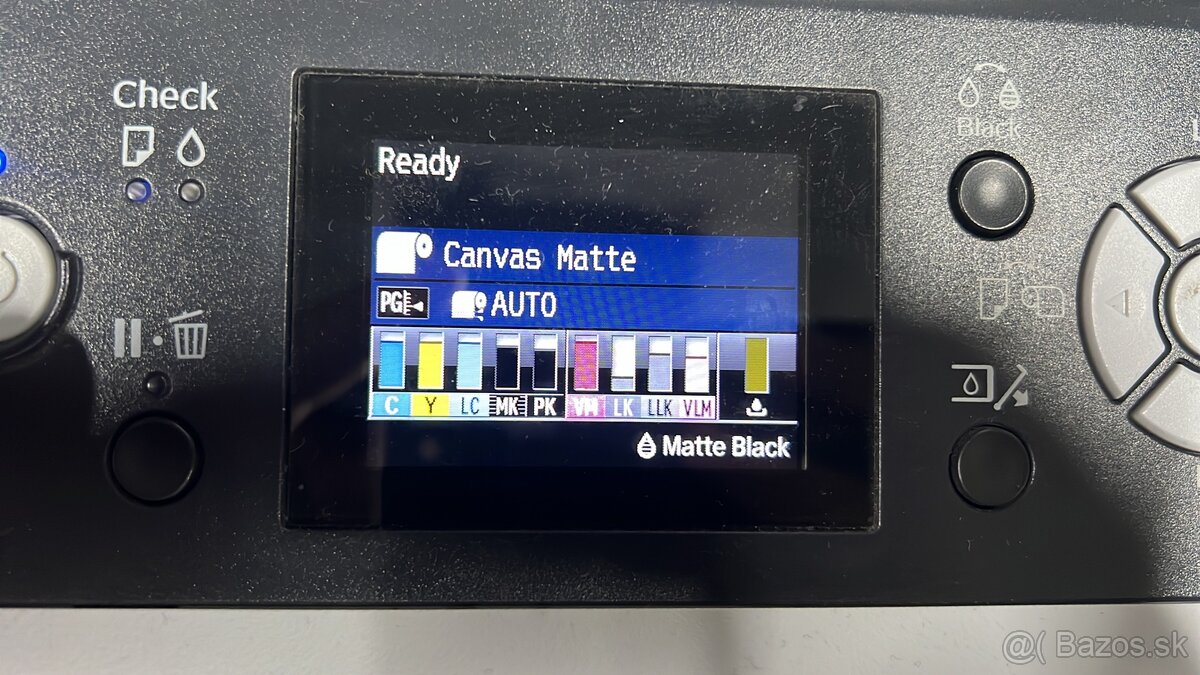 Check
Ready
Canvas Matte
PG
AUTO
C Y LC MK PK VM LK LLK VLM
Matte Black
Black
@( Bazos.sk